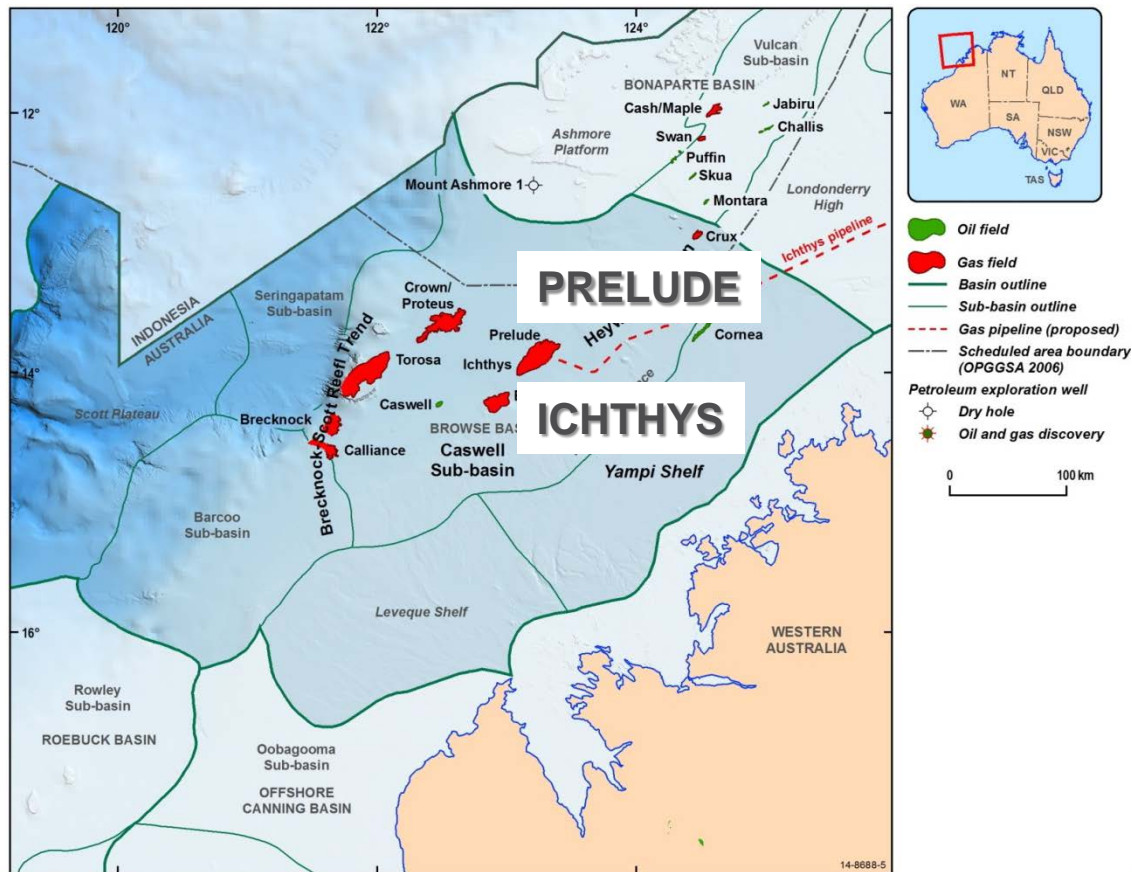 120°
122°
124°
12°
14°
16°
Vulcan
Sub-basin
BONAPARTE BASIN
Cash/Maple
Jabiru
Swan
Challis
Ashmore
Platform
Puffin
Skua
Mount Ashmore 1
Montara
Londonderry
High
Crux
Ichthys pipeline
INDONESIA
AUSTRALIA
Seringapatam
Sub-basin
Crown/
Proteus
PRELUDE
Prelude
Cornea
Torosa
Ichthys
Scott Plateau
Brecknock-Scott Reefl Trend
Caswell
ICHTHYS
Brecknock
BROWSE
Caswell
Sub-basin
Calliance
Yampi Shelf
Barcoo
Sub-basin
Leveque Shelf
WESTERN
AUSTRALIA
Rowley
Sub-basin
ROEBUCK BASIN
Oobagooma
Sub-basin
OFFSHORE
CANNING BASIN
14-8688-5
WA
NT
QLD
SA
NSW
VIC
TAS
Oil field
Gas field
Basin outline
Sub-basin outline
Gas pipeline (proposed)
Scheduled area boundary
(OPGGSA 2006)
Petroleum exploration well
Dry hole
Oil and gas discovery
0 100 km